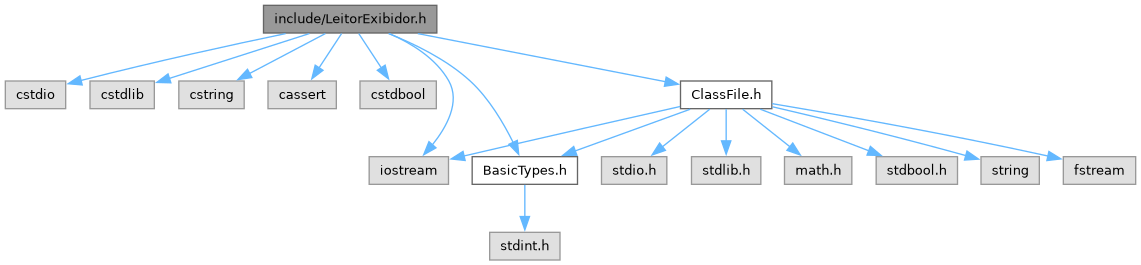 include/LeitorExibidor.h
cstdio
cstdlib
cstring
cassert
cstdbool
ClassFile.h
iostream
BasicTypes.h
stdio.h
stdlib.h
math.h
stdbool.h
string
fstream
stdint.h